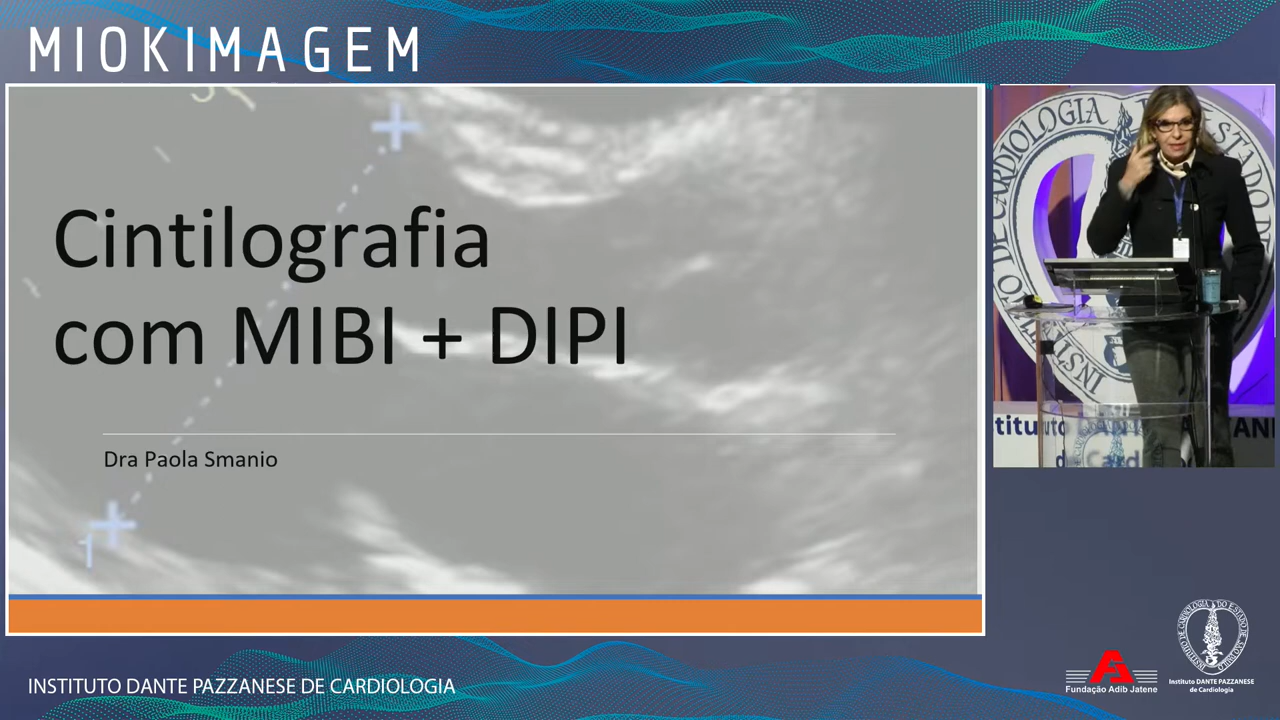 MIOKIMAGEM
Cintilografia
com MIBI + DIPI
Dra Paola Smanio
1
INSTITUTO DANTE PAZZANESE DE CARDIOLOGIA
Fundação Adib Jatene
Instituto DANTE PAZZANESE
de Cardiologia